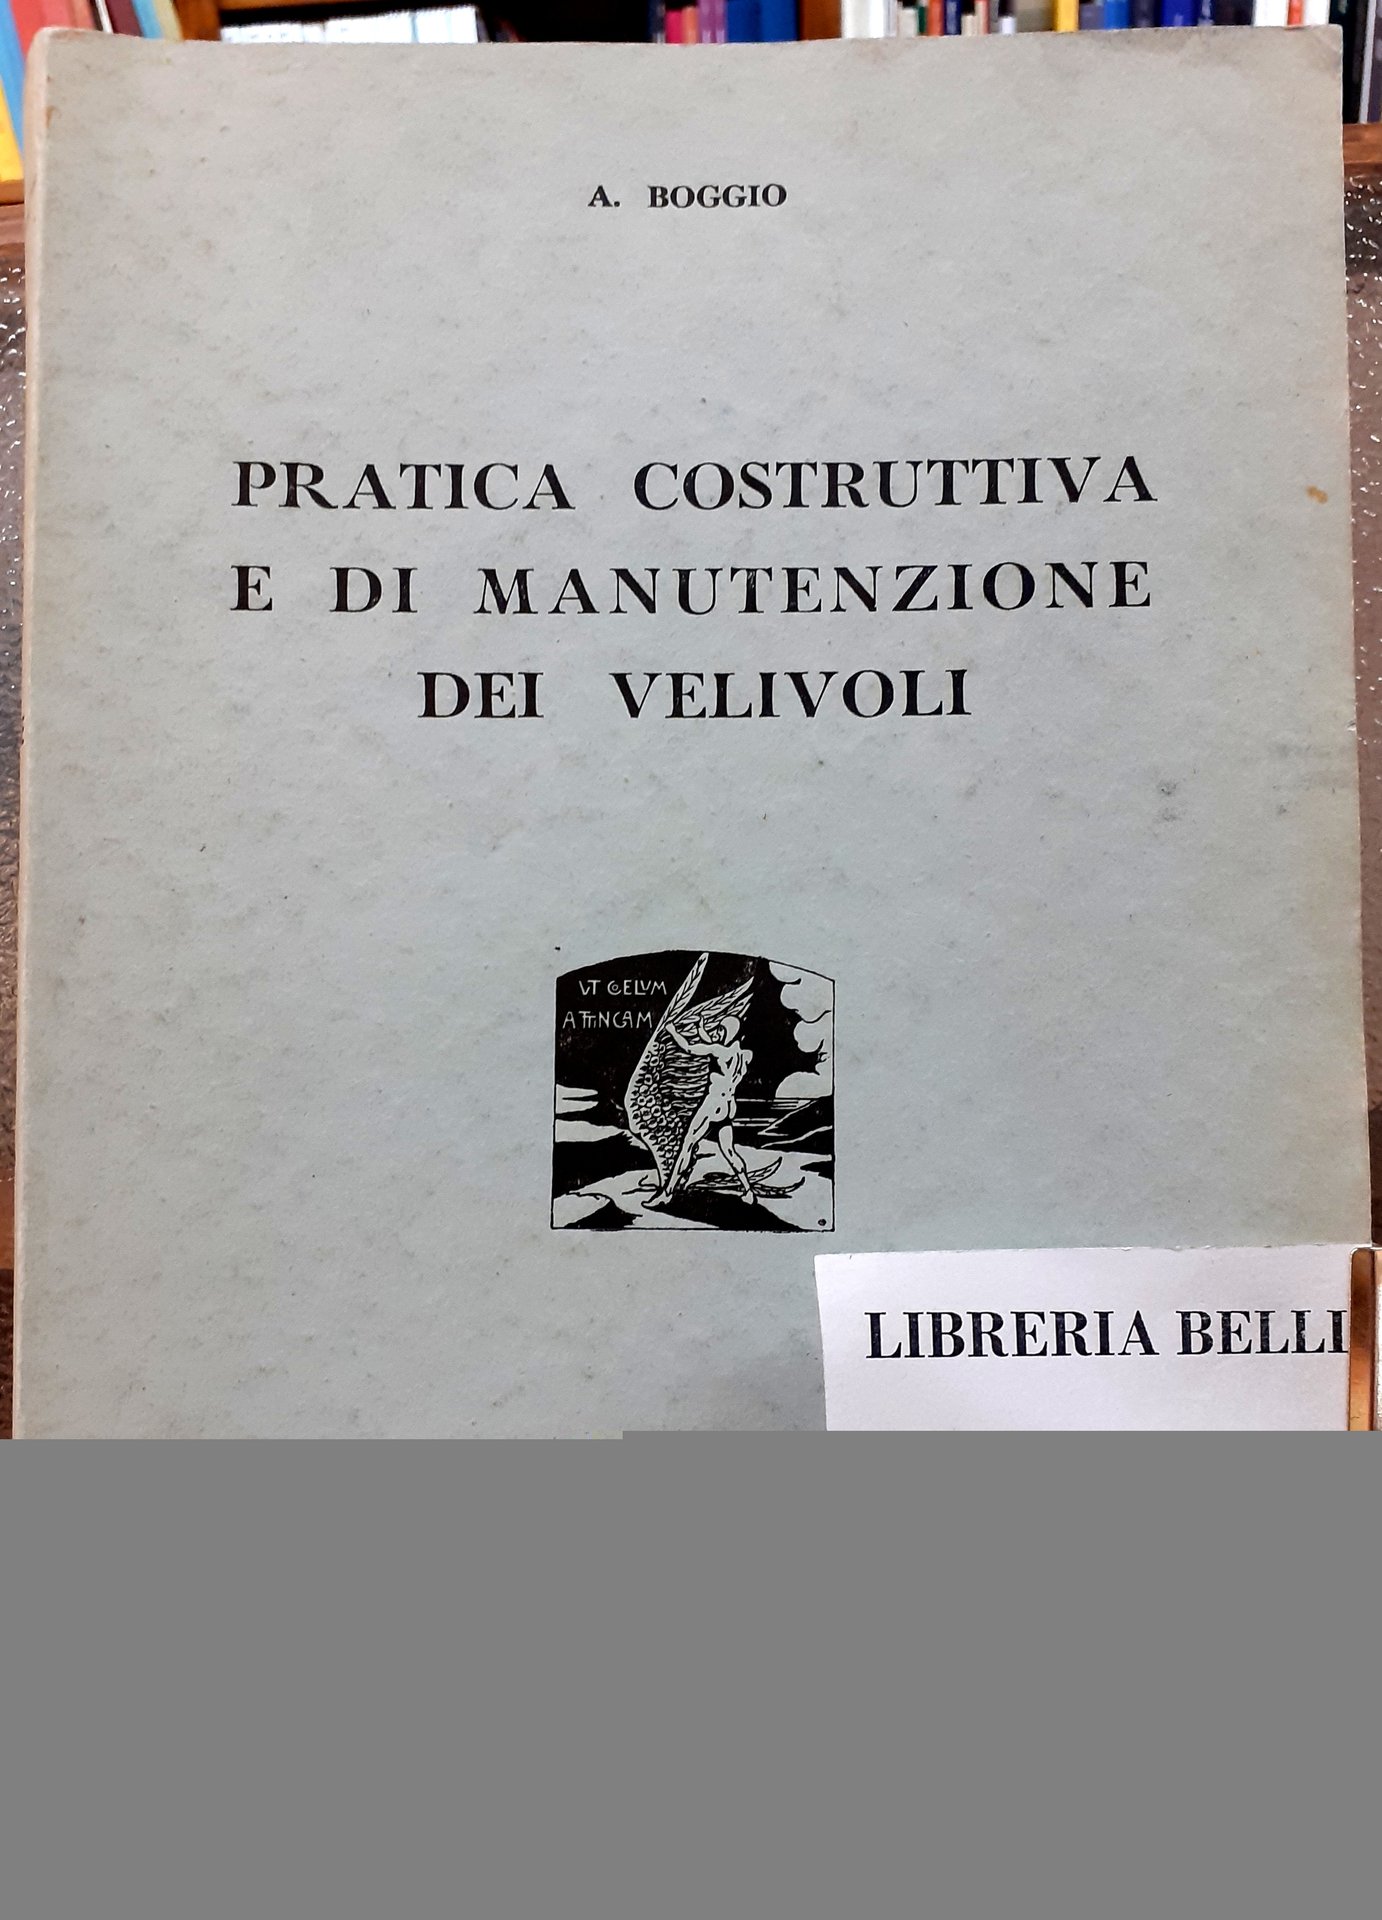 A. BOGGIO
PRATICA COSTRUTTIVA
E DI MANUTENZIONE
DEI VELIVOLI
VT COELVM
ATTINGAM
LIBRERIA BELLI